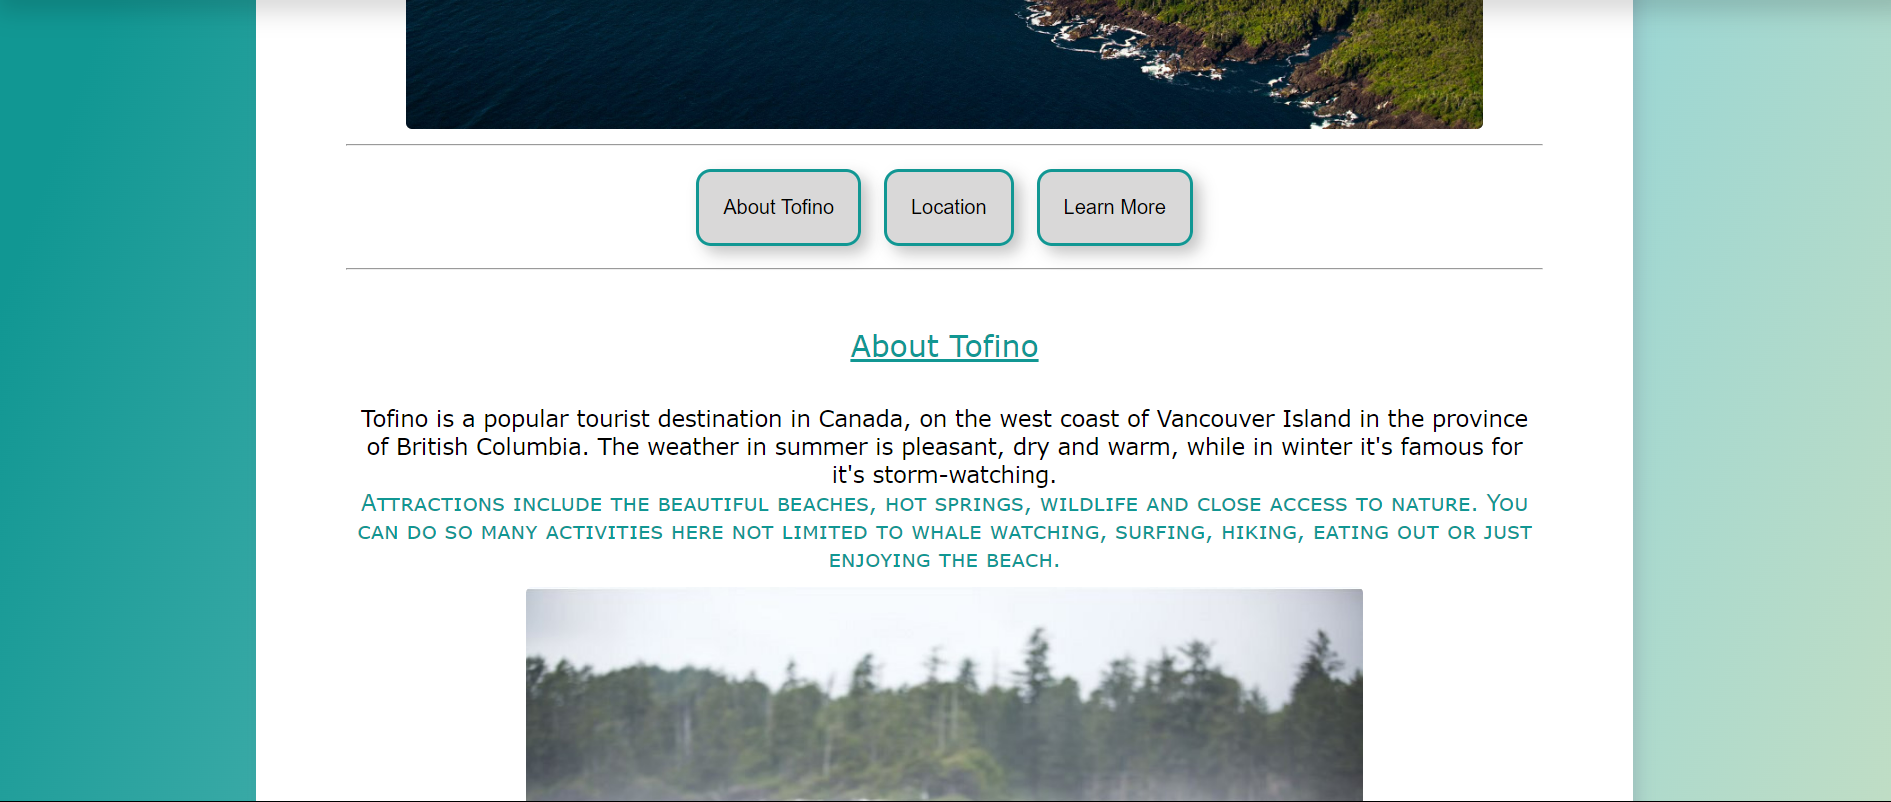 About Tofino
Location
Learn More
About Tofino
Tofino is a popular tourist destination in Canada, on the west coast of Vancouver Island in the province
of British Columbia. The weather in summer is pleasant, dry and warm, while in winter it's famous for
it's storm-watching.
Attractions include the beautiful beaches, hot springs, wildlife and close access to nature. You
can do so many activities here not limited to whale watching, surfing, hiking, eating out or just
enjoying the beach.